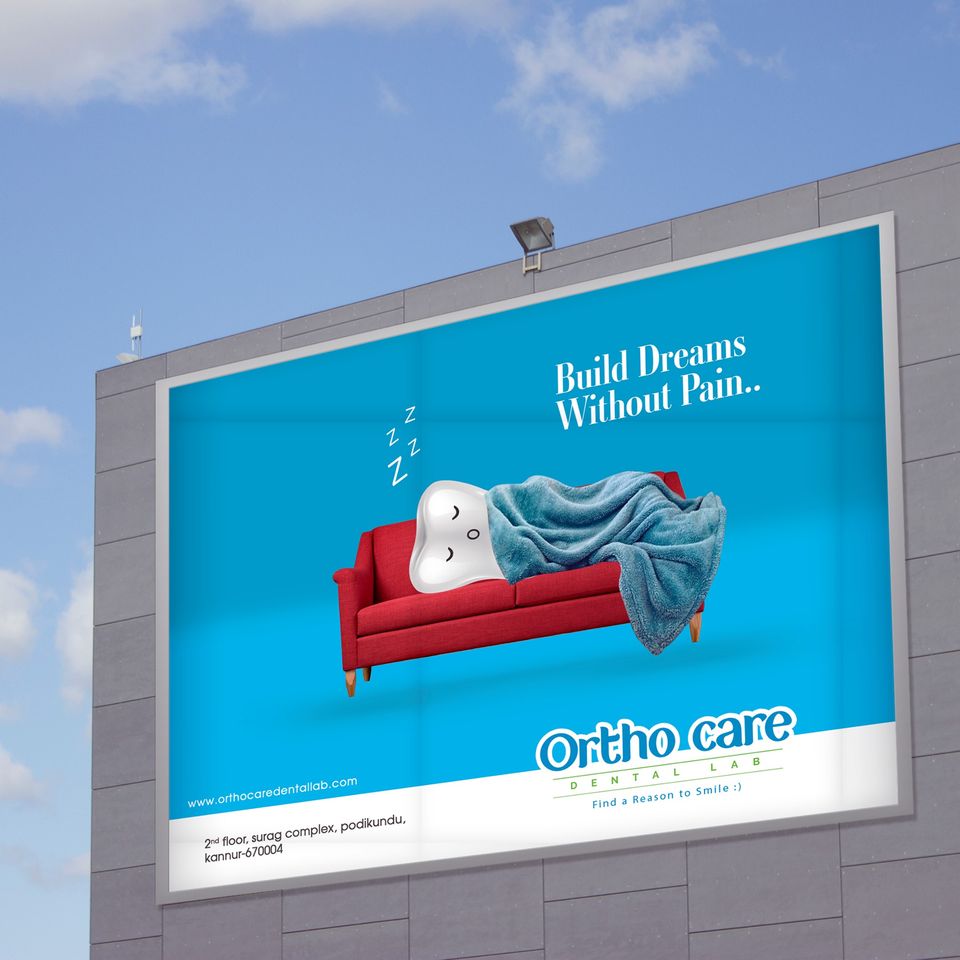 Build Dreams
Without Pain..
z
z
z
Z
Ortho care
DENTAL LAB
Find a Reason to Smile :)
www.orthocaredentallab.com
2nd floor, surag complex, podikundu,
kannur-670004